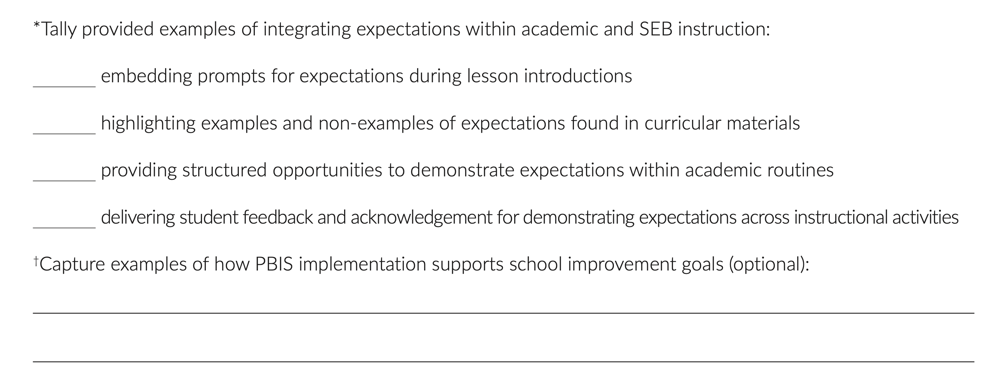 *Tally provided examples of integrating expectations within academic and SEB instruction:
_______ embedding prompts for expectations during lesson introductions
_______ highlighting examples and non-examples of expectations found in curricular materials
_______ providing structured opportunities to demonstrate expectations within academic routines
_______ delivering student feedback and acknowledgement for demonstrating expectations across instructional activities
†Capture examples of how PBIS implementation supports school improvement goals (optional):